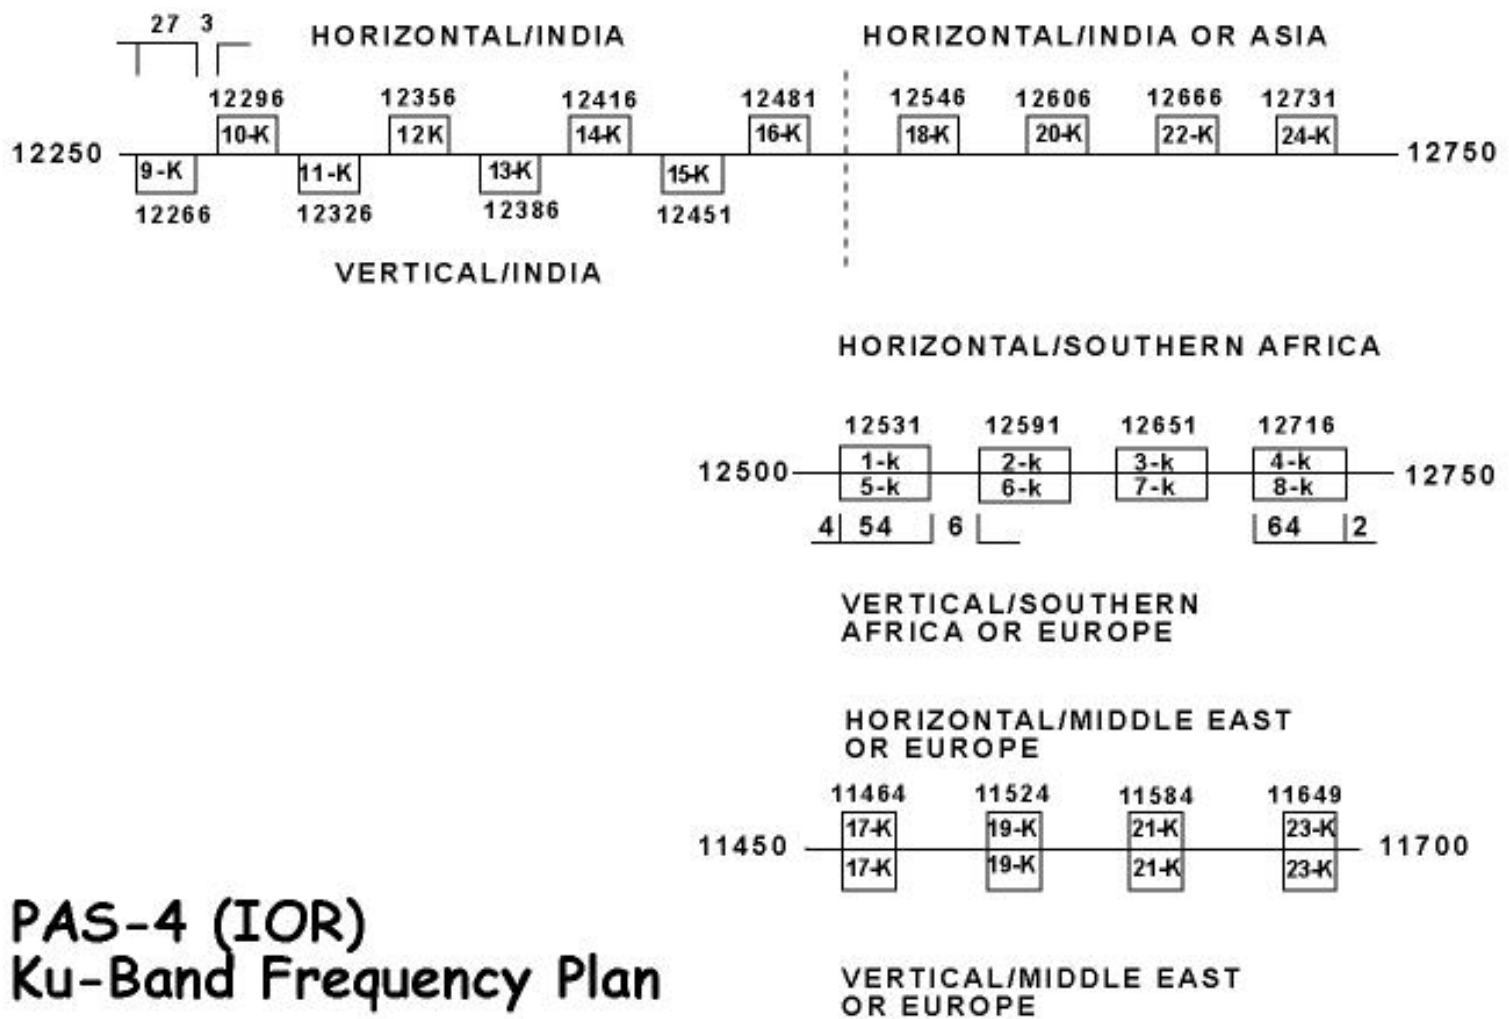 27 3
HORIZONTAL/INDIA
HORIZONTAL/INDIA OR ASIA
12296 12356 12416 12481 12546 12606 12666 12731
10-K 12K 14-K 16-K 18-K 20-K 22-K 24-K
12250 12750
9-K 11-K 13-K 15-K
12266 12326 12386 12451
VERTICAL/INDIA
HORIZONTAL/SOUTHERN AFRICA
12531 12591 12651 12716
1-k 2-k 3-k 4-k
12500 12750
5-k 6-k 7-k 8-k
4 54 6 64 2
VERTICAL/SOUTHERN
AFRICA OR EUROPE
HORIZONTAL/MIDDLE EAST
OR EUROPE
11464 11524 11584 11649
17-K 19-K 21-K 23-K
11450 11700
17-K 19-K 21-K 23-K
PAS-4 (IOR)
Ku-Band Frequency Plan
VERTICAL/MIDDLE EAST
OR EUROPE